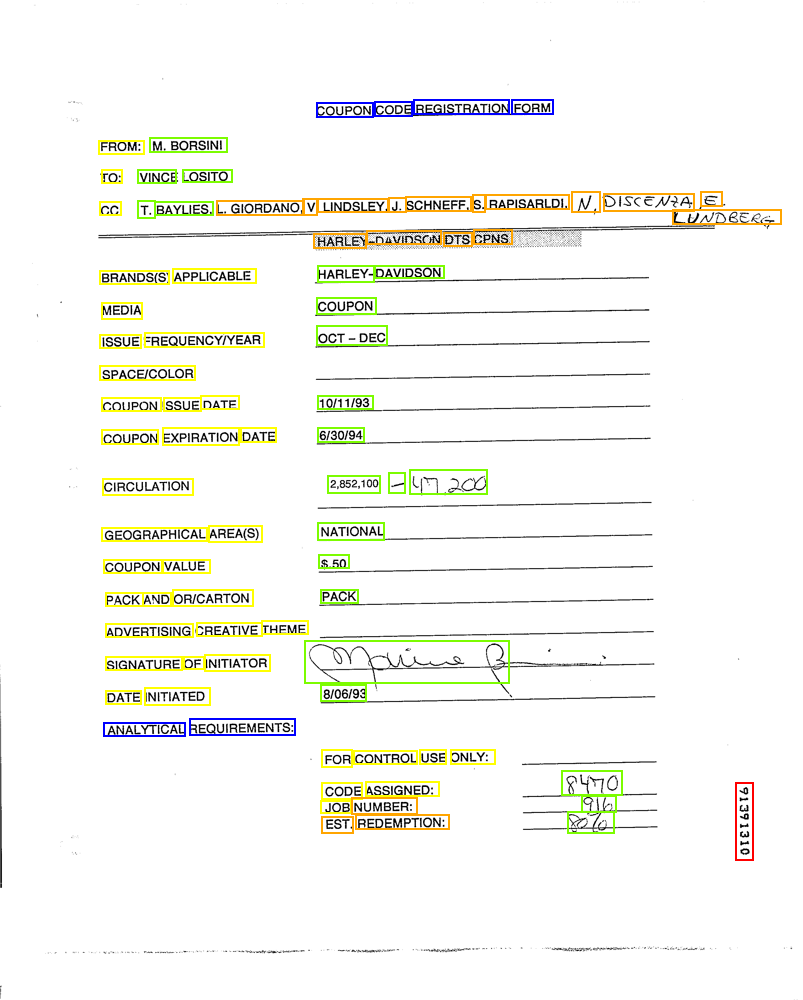 COUPON CODE REGISTRATION FORM
FROM: M. BORSINI
TO: VINCE LOSITO
CC T. BAYLIES, L. GIORDANO, V LINDSLEY, J. SCHNEFF, S. RAPISARLDI, N, DISCENZA, E.
LUNDBERG
HARLEY-DAVIDSON DTS CPNS
BRANDS(S) APPLICABLE HARLEY-DAVIDSON
MEDIA COUPON
ISSUE FREQUENCY/YEAR OCT - DEC
SPACE/COLOR
COUPON ISSUE DATE 10/11/93
COUPON EXPIRATION DATE 6/30/94
CIRCULATION 2,852,100 - 47,200
GEOGRAPHICAL AREA(S) NATIONAL
COUPON VALUE $.50
PACK AND OR/CARTON PACK
ADVERTISING CREATIVE THEME
SIGNATURE OF INITIATOR
DATE INITIATED 8/06/93
ANALYTICAL REQUIREMENTS:
FOR CONTROL USE ONLY:
CODE ASSIGNED: 8470
JOB NUMBER: 916
EST. REDEMPTION: 80%
91391310